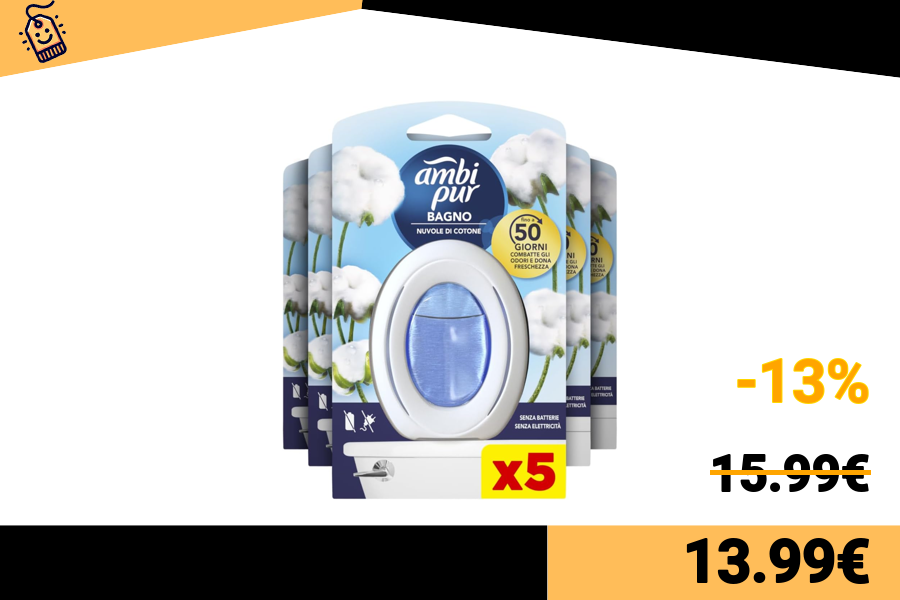 ambi
pur
BAGNO
NUVOLE DI COTONE
fino a
50
GIORNI
COMBATTE GLI
ODORI E DONA
FRESCHEZZA
SENZA BATTERIE
SENZA ELETTRICITÀ
x5
-13%
15.99€
13.99€